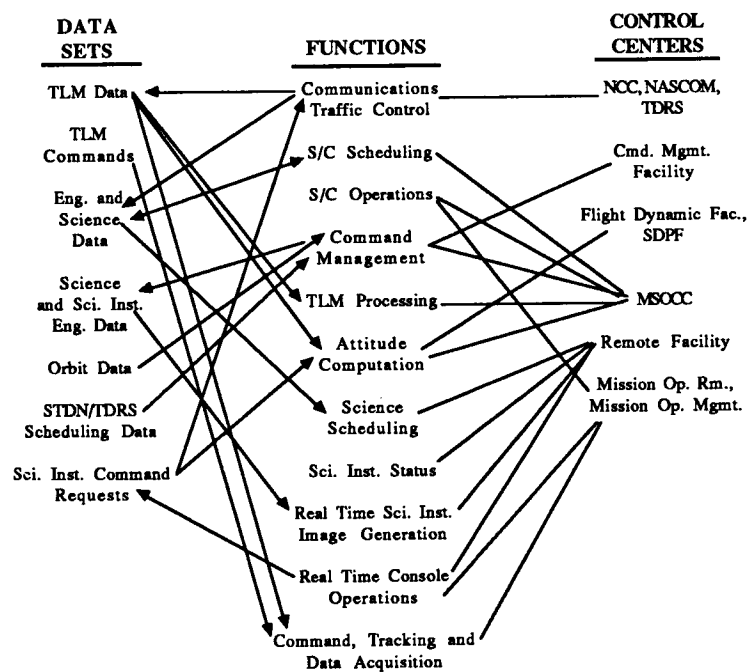 DATA
SETS
TLM Data
TLM
Commands
Eng. and
Science
Data
Science
and Sci. Inst.
Eng. Data
Orbit Data
STDN/TDRS
Scheduling Data
Sci. Inst. Command
Requests
FUNCTIONS
Communications
Traffic Control
S/C Scheduling
S/C Operations
Command
Management
TLM Processing
Attitude
Computation
Science
Scheduling
Sci. Inst. Status
Real Time Sci. Inst.
Image Generation
Real Time Console
Operations
Command, Tracking and
Data Acquisition
CONTROL
CENTERS
NCC, NASCOM,
TDRS
Cmd. Mgmt.
Facility
Flight Dynamic Fac.,
SDPF
MSOCC
Remote Facility
Mission Op. Rm.,
Mission Op. Mgmt.